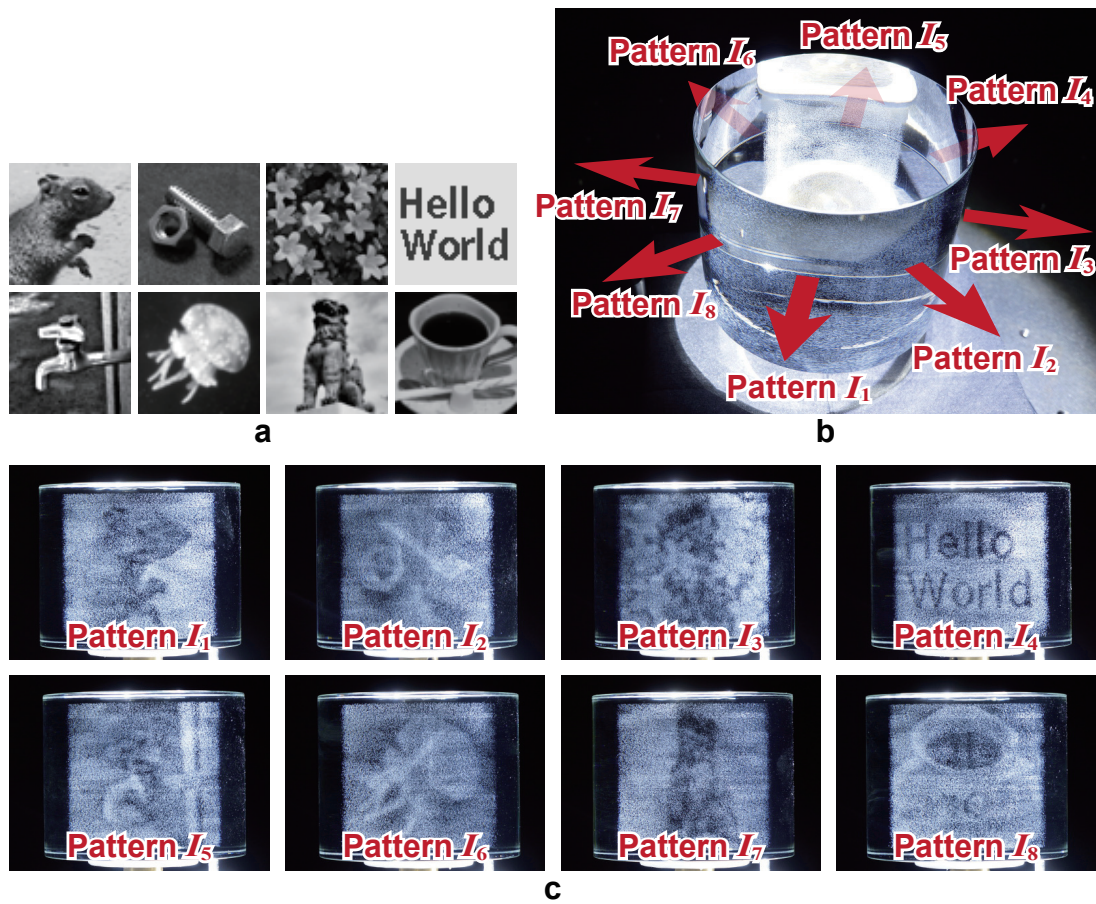 Hello
World
a
Pattern I6
Pattern I5
Pattern I4
Pattern I7
Pattern I3
Pattern I8
Pattern I2
Pattern I1
b
Hello
World
Pattern I1
Pattern I2
Pattern I3
Pattern I4
Pattern I5
Pattern I6
Pattern I7
Pattern I8
c